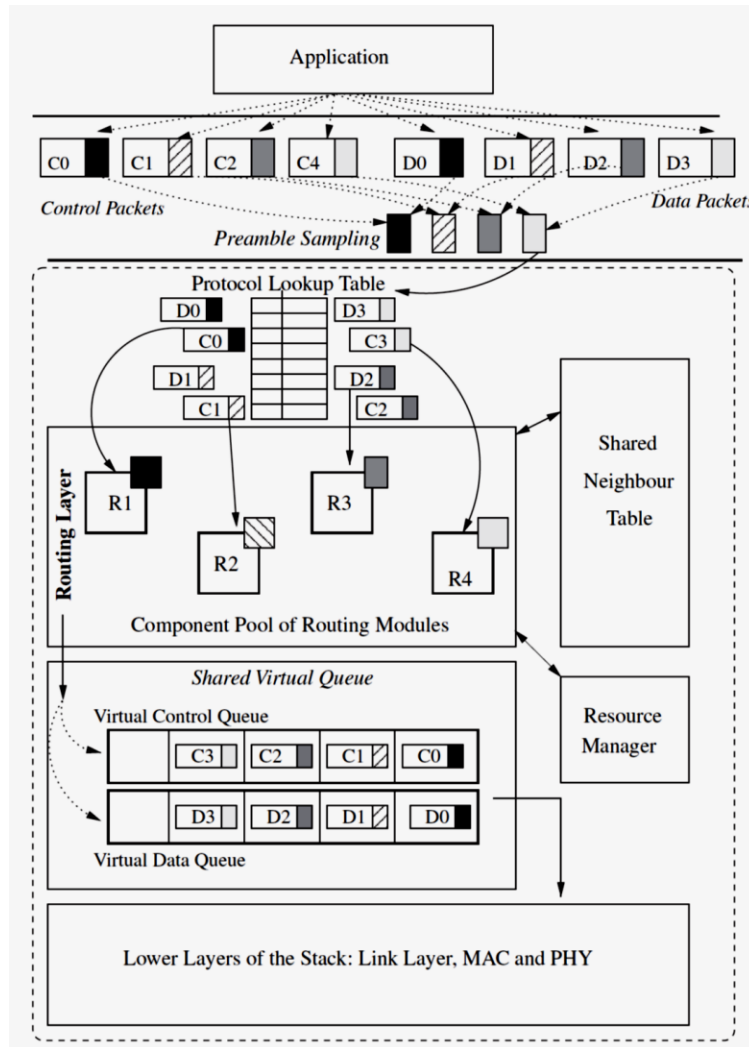 Application
C0 C1 C2 C4 D0 D1 D2 D3
Control Packets
Data Packets
Preamble Sampling
Protocol Lookup Table
D0 D3
C0 C3
D1 D2
C1 C2
Shared
Neighbour
Table
Routing Layer
R1
R3
R2
R4
Component Pool of Routing Modules
Shared Virtual Queue
Virtual Control Queue
C3 C2 C1 C0
D3 D2 D1 D0
Virtual Data Queue
Resource
Manager
Lower Layers of the Stack: Link Layer, MAC and PHY